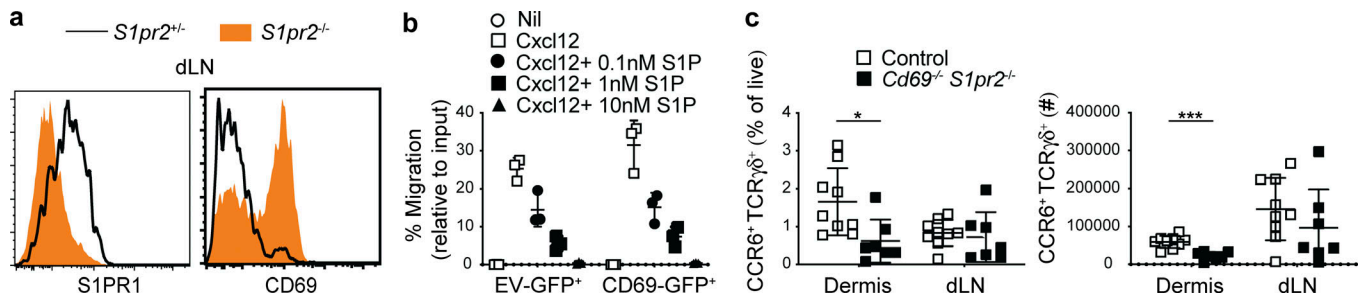 a
S1pr2+/-
S1pr2-/-
dLN
S1PR1
CD69
b
Nil
Cxcl12
Cxcl12+ 0.1nM S1P
Cxcl12+ 1nM S1P
Cxcl12+ 10nM S1P
% Migration
(relative to input)
40
30
20
10
0
EV-GFP+
CD69-GFP+
c
Control
Cd69-/- S1pr2-/-
CCR6+ TCRγδ+ (% of live)
4
3
2
1
0
*
Dermis
dLN
CCR6+ TCRγδ+ (#)
400000
300000
200000
100000
0
***
Dermis
dLN